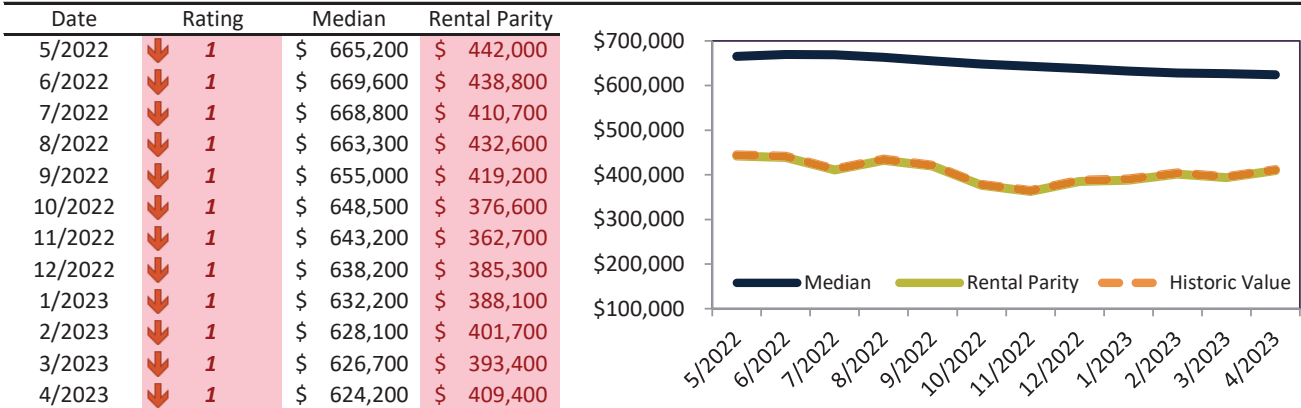 Date Rating Median Rental Parity
5/2022 1 $ 665,200 $ 442,000
6/2022 1 $ 669,600 $ 438,800
7/2022 1 $ 668,800 $ 410,700
8/2022 1 $ 663,300 $ 432,600
9/2022 1 $ 655,000 $ 419,200
10/2022 1 $ 648,500 $ 376,600
11/2022 1 $ 643,200 $ 362,700
12/2022 1 $ 638,200 $ 385,300
1/2023 1 $ 632,200 $ 388,100
2/2023 1 $ 628,100 $ 401,700
3/2023 1 $ 626,700 $ 393,400
4/2023 1 $ 624,200 $ 409,400
$700,000
$600,000
$500,000
$400,000
$300,000
$200,000
$100,000
Median Rental Parity Historic Value
5/2022 6/2022 7/2022 8/2022 9/2022 10/2022 11/2022 12/2022 1/2023 2/2023 3/2023 4/2023